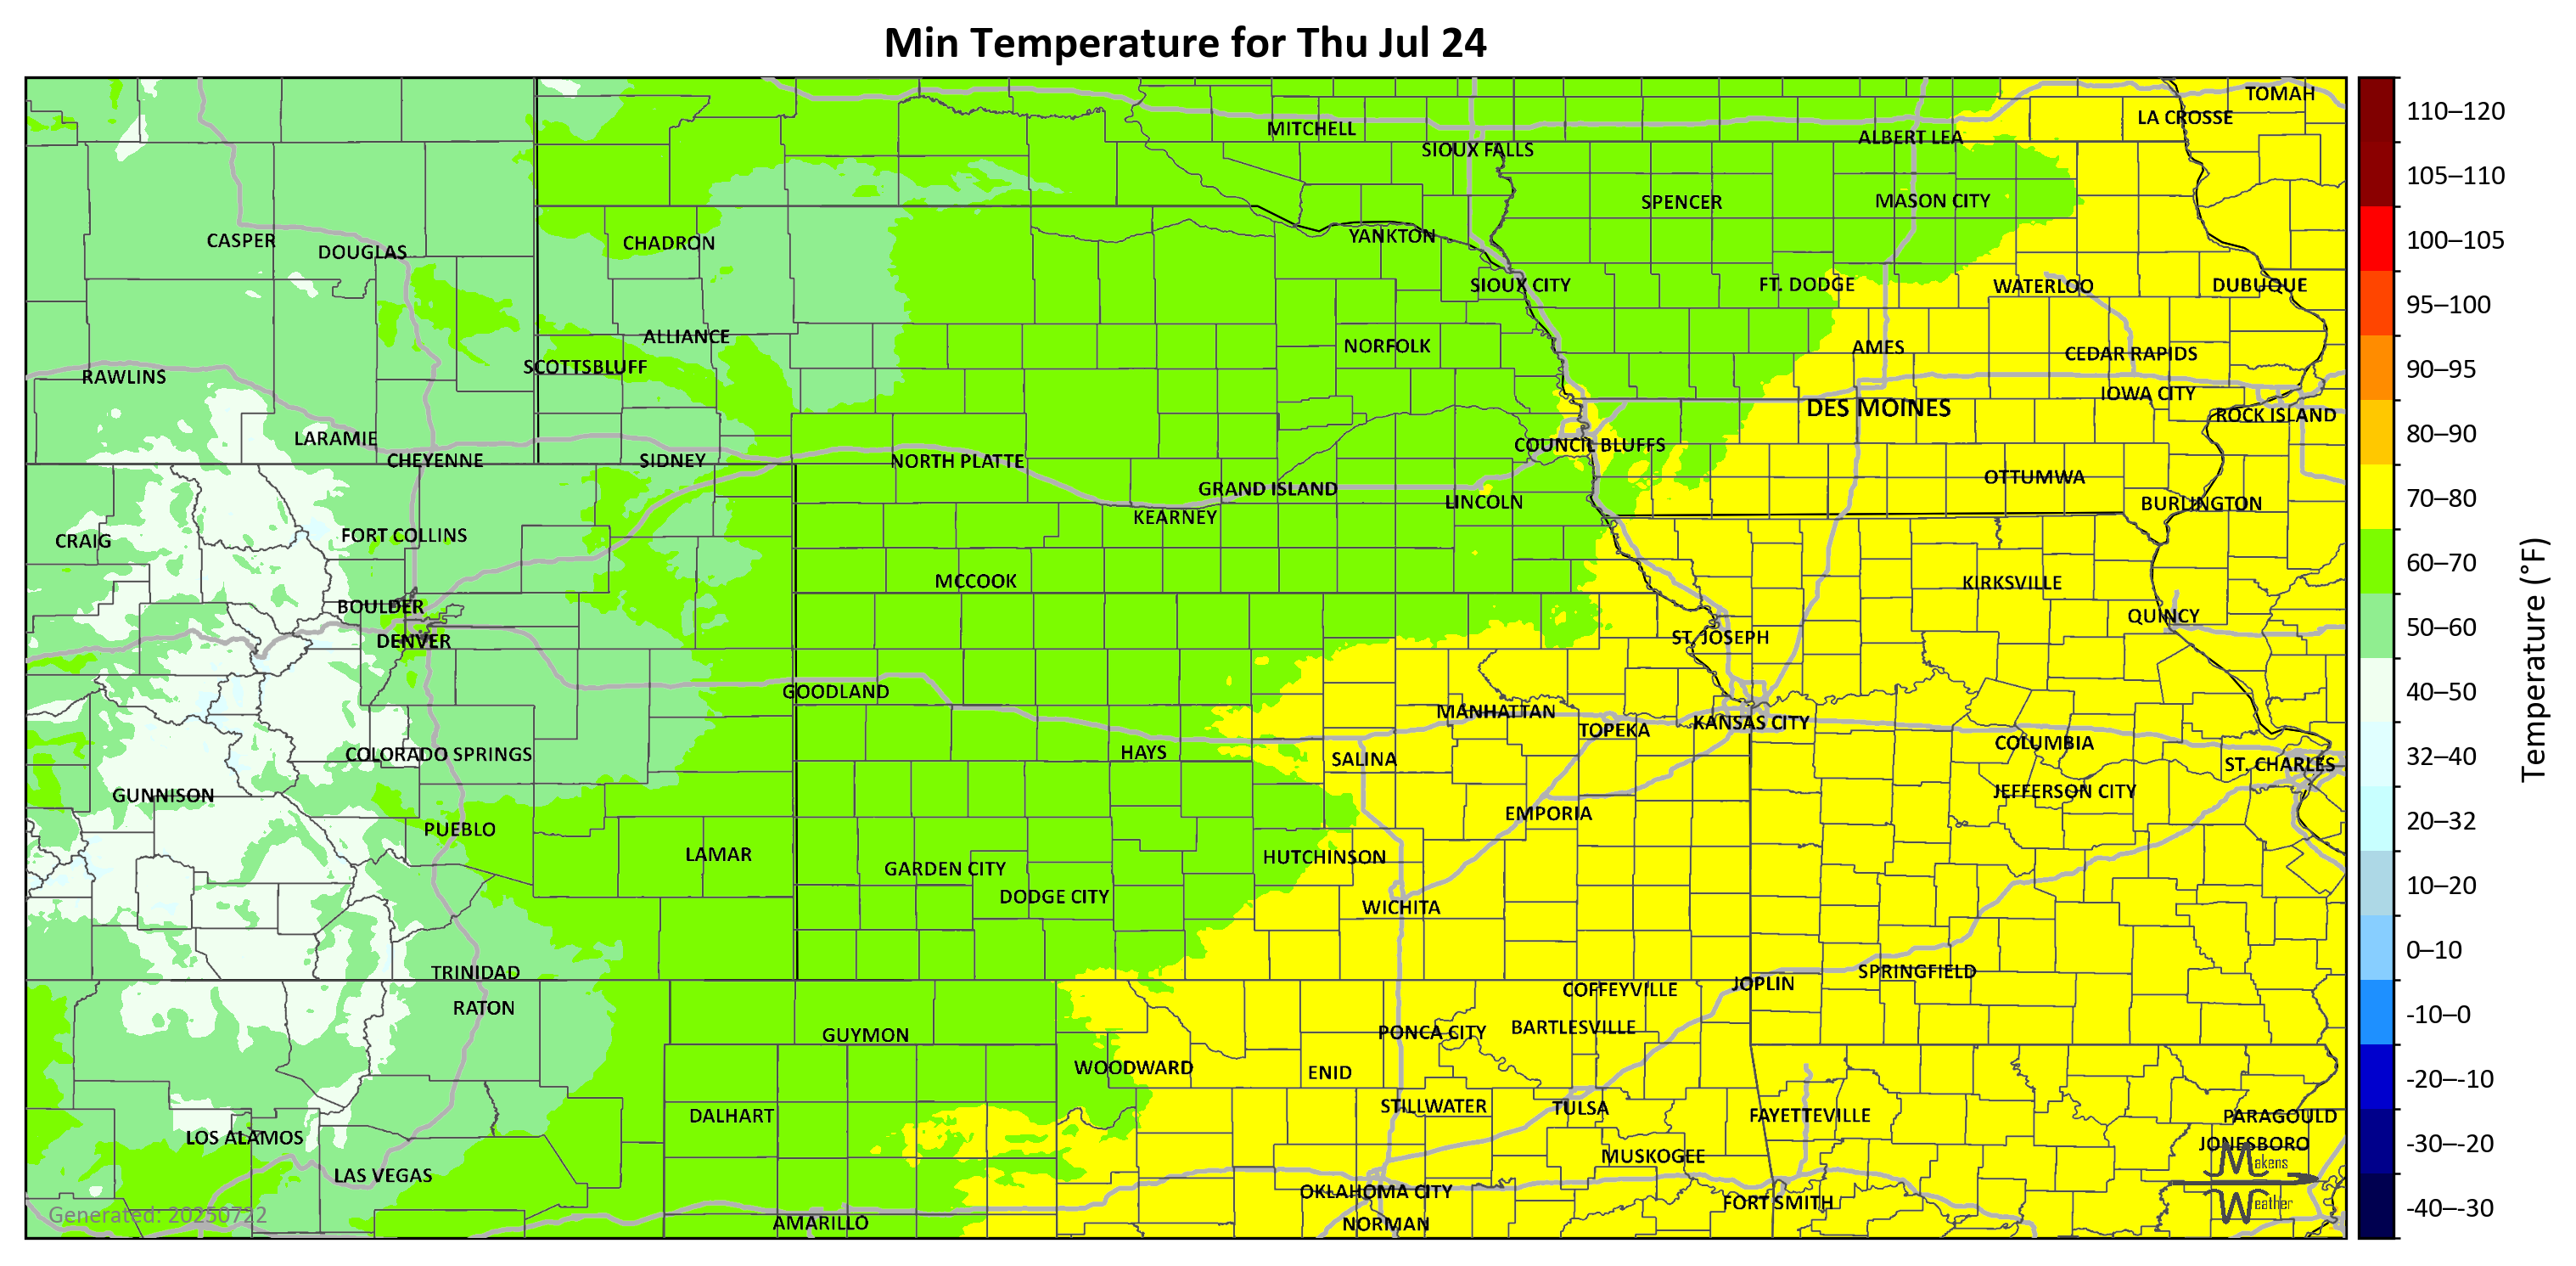 Min Temperature for Thu Jul 24
TOMAH
LA CROSSE
MITCHELL
ALBERT LEA
SIOUX FALLS
SPENCER
MASON CITY
CASPER
DOUGLAS
CHADRON
YANKTON
SIOUX CITY
FT. DODGE
WATERLOO
DUBUQUE
ALLIANCE
NORFOLK
AMES
CEDAR RAPIDS
SCOTTSBLUFF
RAWLINS
IOWA CITY
DES MOINES
ROCK ISLAND
LARAMIE
COUNCIL BLUFFS
CHEYENNE
SIDNEY
NORTH PLATTE
OTTUMWA
GRAND ISLAND
LINCOLN
BURLINGTON
KEARNEY
CRAIG
FORT COLLINS
MCCOOK
KIRKSVILLE
BOULDER
QUINCY
DENVER
ST. JOSEPH
GOODLAND
MANHATTAN
TOPEKA
KANSAS CITY
COLUMBIA
COLORADO SPRINGS
HAYS
SALINA
ST. CHARLES
GUNNISON
JEFFERSON CITY
EMPORIA
PUEBLO
LAMAR
HUTCHINSON
GARDEN CITY
DODGE CITY
WICHITA
TRINIDAD
SPRINGFIELD
JOPLIN
COFFEYVILLE
RATON
GUYMON
PONCA CITY
BARTLESVILLE
WOODWARD
ENID
DALHART
STILLWATER
TULSA
FAYETTEVILLE
PARAGOULD
LOS ALAMOS
JONESBORO
MUSKOGEE
LAS VEGAS
OKLAHOMA CITY
FORT SMITH
AMARILLO
NORMAN
Makens
Weather
Generated: 20250722
110–120
105–110
100–105
95–100
90–95
80–90
70–80
60–70
50–60
40–50
32–40
20–32
10–20
0–10
-10–0
-20–-10
-30–-20
-40–-30
Temperature (°F)